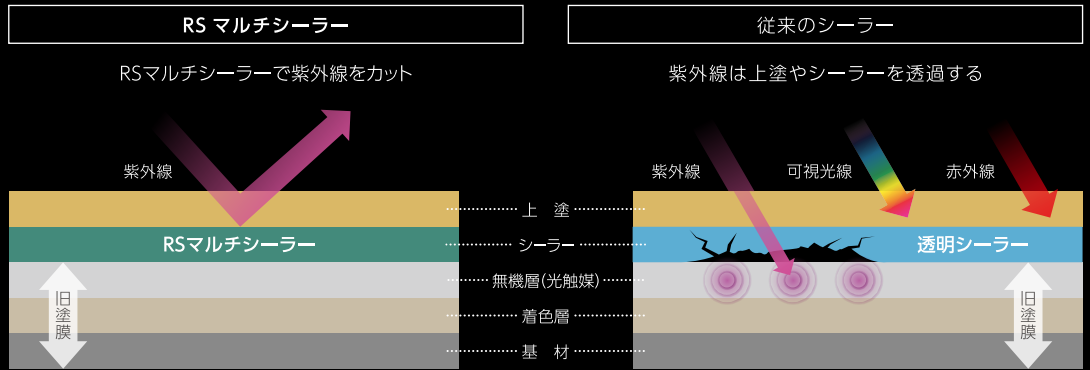 RS マルチシーラー
RSマルチシーラーで紫外線をカット
紫外線
RSマルチシーラー
旧塗膜
上　塗
シーラー
無機層(光触媒)
着色層
基　材
従来のシーラー
紫外線は上塗やシーラーを透過する
紫外線
可視光線
赤外線
透明シーラー
旧塗膜